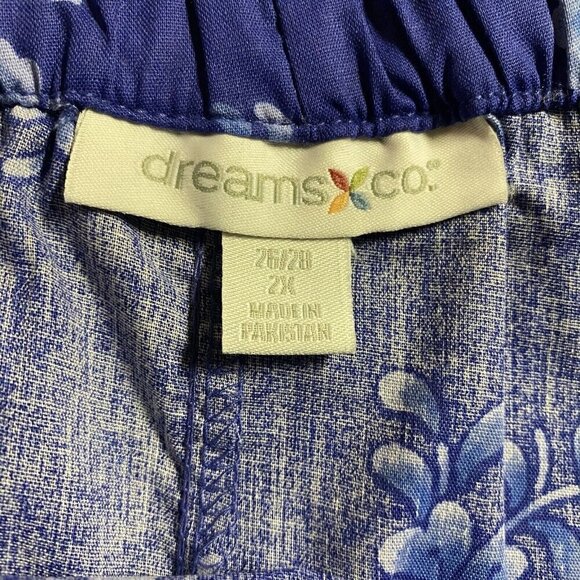 dreams co.
26/28
2X
MADE IN
PAKISTAN